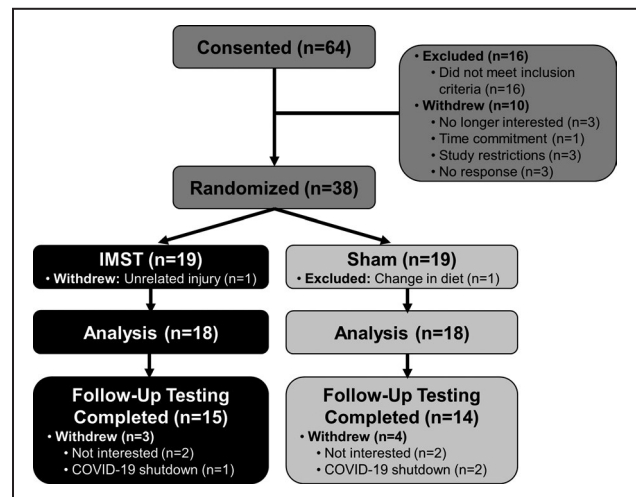 Consented (n=64)
• Excluded (n=16)
• Did not meet inclusion
criteria (n=16)
• Withdrew (n=10)
• No longer interested (n=3)
• Time commitment (n=1)
• Study restrictions (n=3)
• No response (n=3)
Randomized (n=38)
IMST (n=19)
• Withdrew: Unrelated injury (n=1)
Sham (n=19)
• Excluded: Change in diet (n=1)
Analysis (n=18)
Analysis (n=18)
Follow-Up Testing
Completed (n=15)
• Withdrew (n=3)
• Not interested (n=2)
• COVID-19 shutdown (n=1)
Follow-Up Testing
Completed (n=14)
• Withdrew (n=4)
• Not interested (n=2)
• COVID-19 shutdown (n=2)